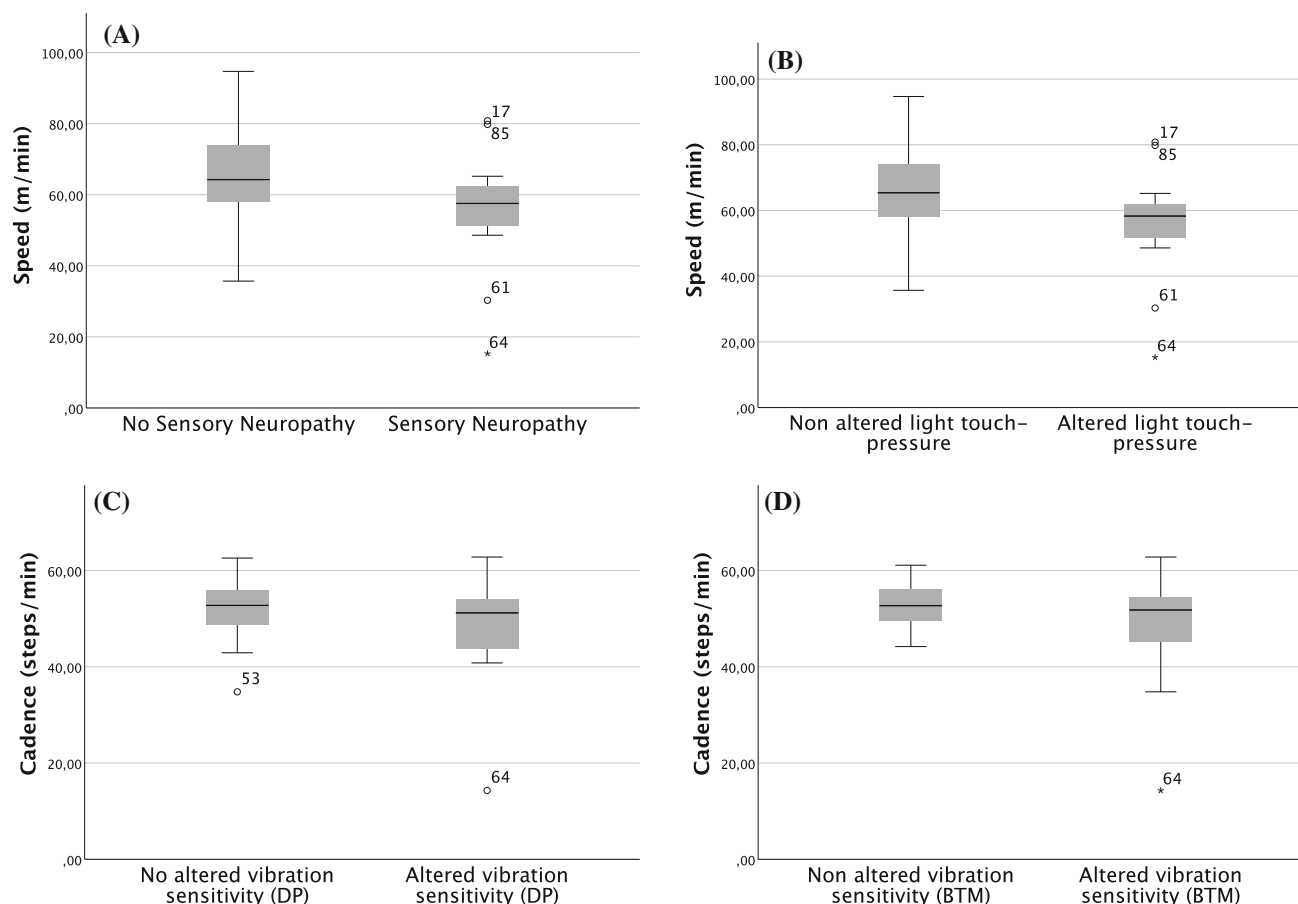 (A)
Speed (m/min)
100,00
80,00
60,00
40,00
20,00
,00
17
85
61
64
No Sensory Neuropathy
Sensory Neuropathy
(B)
Speed (m/min)
100,00
80,00
60,00
40,00
20,00
,00
17
85
61
64
Non altered light touch-
pressure
Altered light touch-
pressure
(C)
Cadence (steps/min)
60,00
40,00
20,00
,00
53
64
No altered vibration
sensitivity (DP)
Altered vibration
sensitivity (DP)
(D)
Cadence (steps/min)
60,00
40,00
20,00
,00
64
Non altered vibration
sensitivity (BTM)
Altered vibration
sensitivity (BTM)